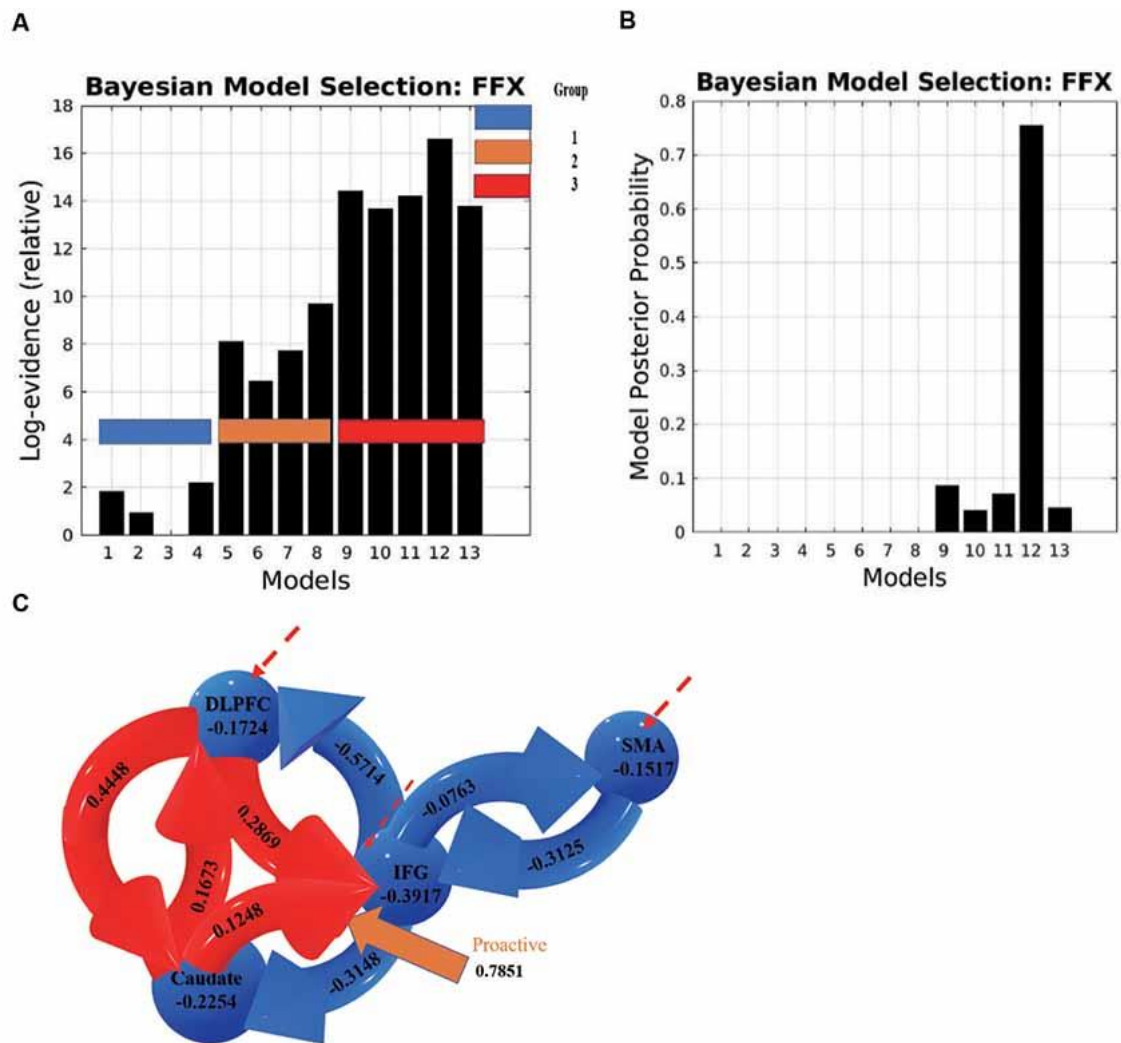 A
Bayesian Model Selection: FFX
Group
1
2
3
18
16
14
12
10
8
6
4
2
0
Log-evidence (relative)
1 2 3 4 5 6 7 8 9 10 11 12 13
Models
B
Bayesian Model Selection: FFX
0.8
0.7
0.6
0.5
0.4
0.3
0.2
0.1
0
Model Posterior Probability
1 2 3 4 5 6 7 8 9 10 11 12 13
Models
C
DLPFC
-0.1724
SMA
-0.1517
0.4448
-0.5714
-0.0763
0.2869
-0.3125
0.1673
IFG
-0.3917
0.1248
Proactive
0.7851
-0.3148
Caudate
-0.2254